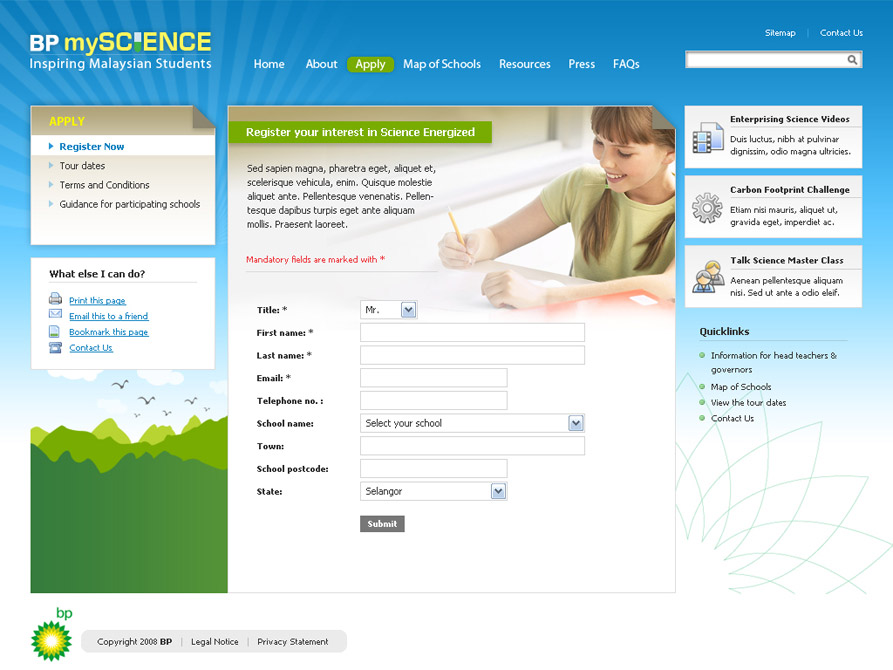 Sitemap | Contact Us
BP mySCIENCE
Inspiring Malaysian Students
Home About Apply Map of Schools Resources Press FAQs
APPLY
Register Now
Tour dates
Terms and Conditions
Guidance for participating schools
What else I can do?
Print this page
Email this to a friend
Bookmark this page
Contact Us
Register your interest in Science Energized
Sed sapien magna, pharetra eget, aliquet et,
scelerisque vehicula, enim. Quisque molestie
aliquet ante. Pellentesque venenatis. Pellen-
tesque dapibus turpis eget ante aliquam
mollis. Praesent laoreet.
Mandatory fields are marked with *
Title: * Mr.
First name: *
Last name: *
Email: *
Telephone no. :
School name: Select your school
Town:
School postcode:
State: Selangor
Submit
Enterprising Science Videos
Duis luctus, nibh at pulvinar
dignissim, odio magna ultricies.
Carbon Footprint Challenge
Etiam nisi mauris, aliquet ut,
gravida eget, imperdiet ac.
Talk Science Master Class
Aenean pellentesque aliquam
nisi. Sed ut ante a odio eleif.
Quicklinks
Information for head teachers &
governors
Map of Schools
View the tour dates
Contact Us
bp
Copyright 2008 BP | Legal Notice | Privacy Statement